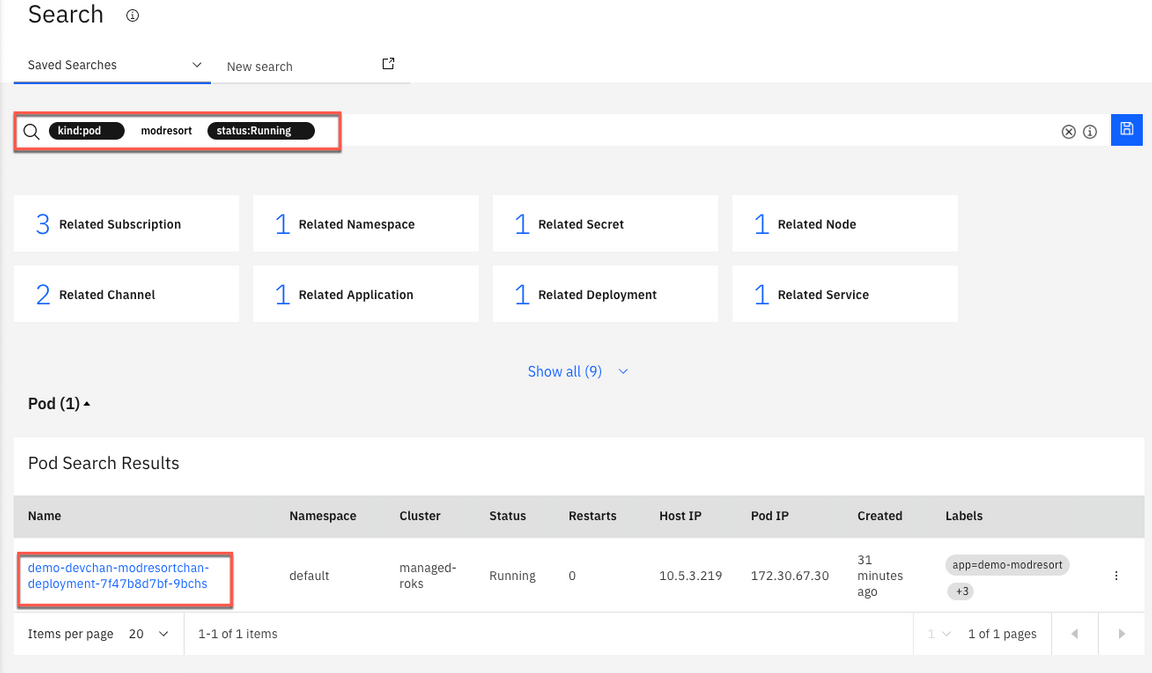 Search
Saved Searches
New search
kind:pod modresort status:Running
3 Related Subscription
1 Related Namespace
1 Related Secret
1 Related Node
2 Related Channel
1 Related Application
1 Related Deployment
1 Related Service
Show all (9)
Pod (1)
Pod Search Results
Name Namespace Cluster Status Restarts Host IP Pod IP Created Labels
demo-devchan-modresortchan-
deployment-7f47b8d7bf-9bchs
default
managed-
roks
Running
0
10.5.3.219
172.30.67.30
31
minutes
ago
app=demo-modresort
+3
Items per page 20
1-1 of 1 items
1
1 of 1 pages